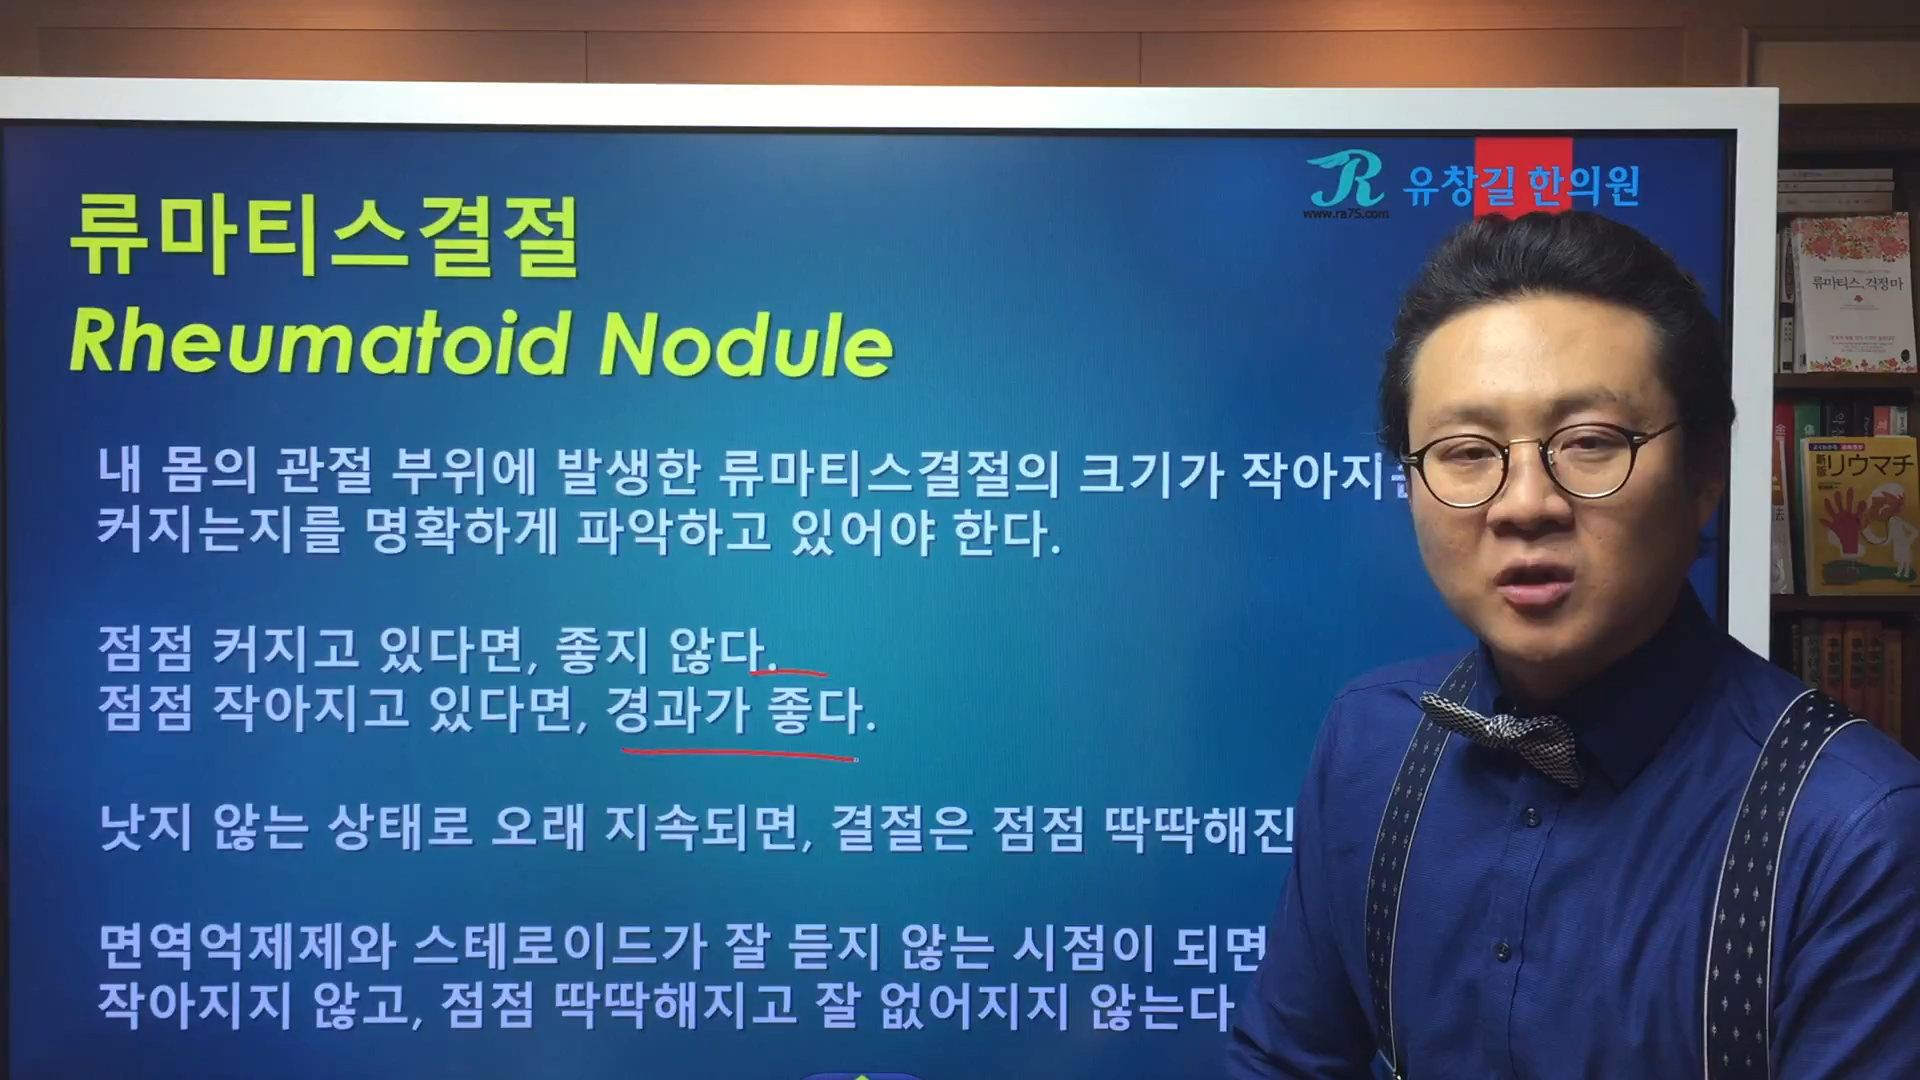 유창길 한의원
www.ra75.com
류마티스결절
Rheumatoid Nodule
내 몸의 관절 부위에 발생한 류마티스결절의 크기가 작아지
커지는지를 명확하게 파악하고 있어야 한다.
점점 커지고 있다면, 좋지 않다.
점점 작아지고 있다면, 경과가 좋다.
낫지 않는 상태로 오래 지속되면, 결절은 점점 딱딱해진
면역억제제와 스테로이드가 잘 듣지 않는 시점이 되면
작아지지 않고, 점점 딱딱해지고 잘 없어지지 않는다
류마티스, 걱정마
新版
リウマチ